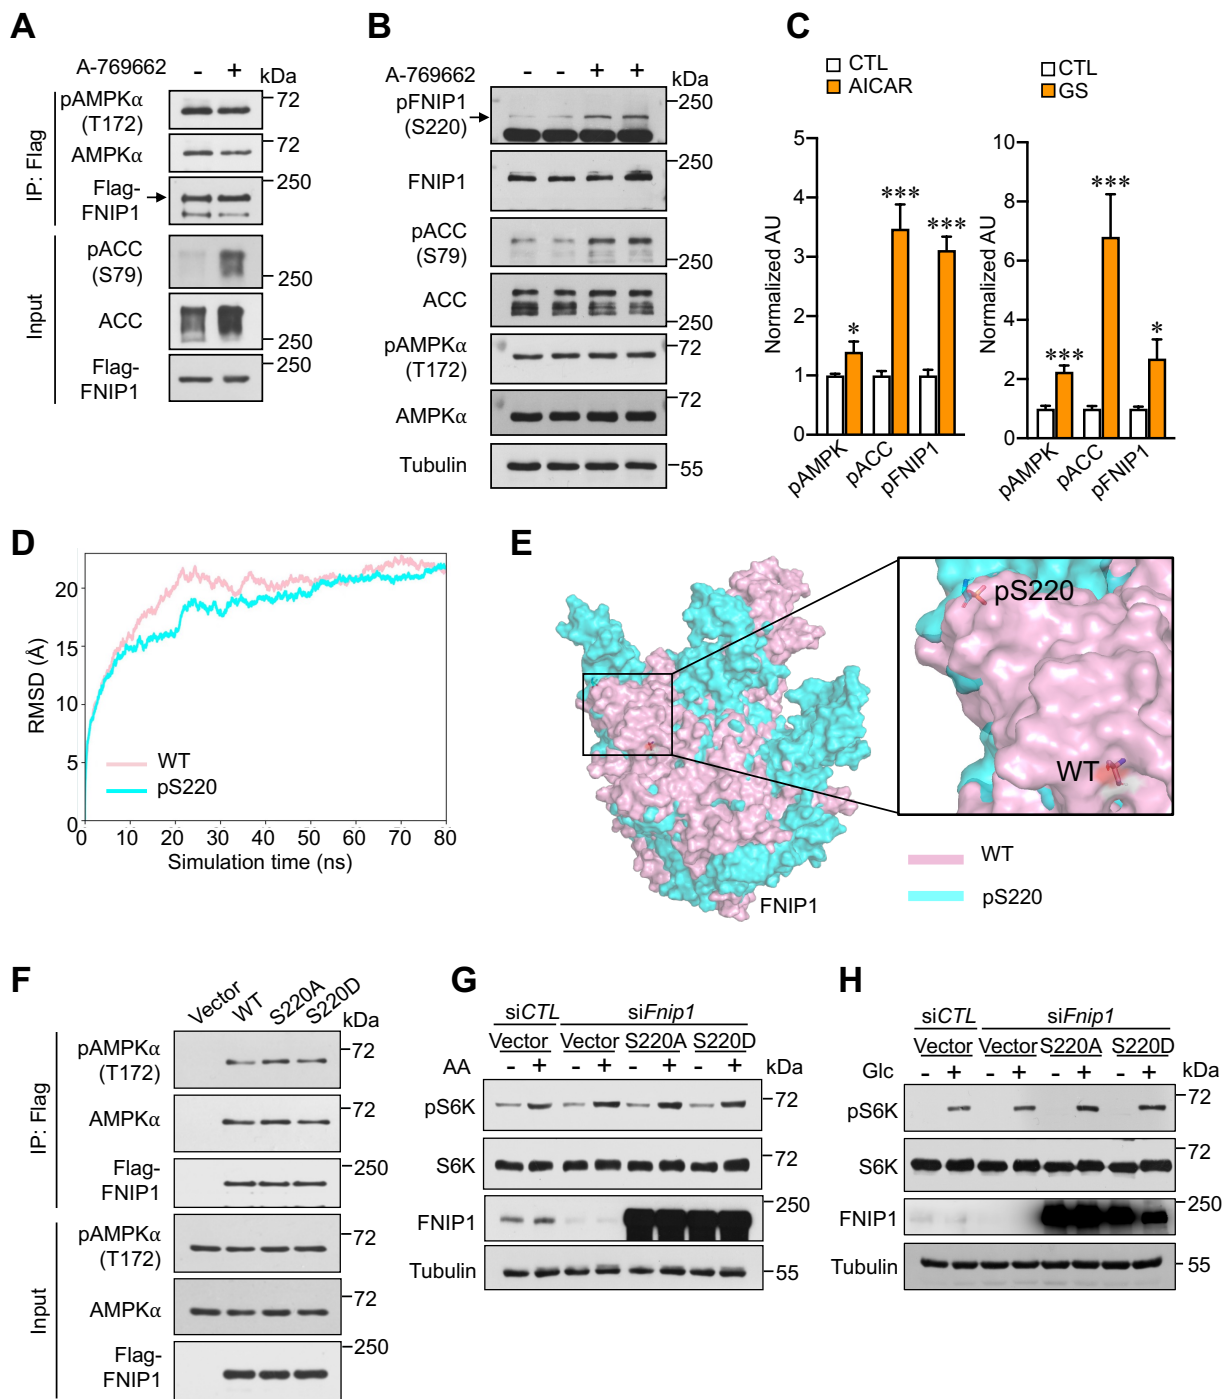 A
A-769662 - + kDa
IP: Flag
pAMPKα
(T172)
72
AMPKα
72
Flag-
FNIP1
250
Input
pACC
(S79)
250
ACC
250
Flag-
FNIP1
250
B
A-769662 - - + + kDa
pFNIP1
(S220)
250
FNIP1
250
pACC
(S79)
250
ACC
250
pAMPKα
(T172)
72
AMPKα
72
Tubulin
55
C
CTL
AICAR
Normalized AU
5
4
3
2
1
0
*
***
***
pAMPK
pACC
pFNIP1
CTL
GS
Normalized AU
10
8
6
4
2
0
***
***
*
pAMPK
pACC
pFNIP1
D
RMSD (Å)
20
15
10
5
0
WT
pS220
0 10 20 30 40 50 60 70 80
Simulation time (ns)
E
pS220
WT
FNIP1
WT
pS220
F
Vector WT S220A S220D
kDa
IP: Flag
pAMPKα
(T172)
72
AMPKα
72
Flag-
FNIP1
250
Input
pAMPKα
(T172)
72
AMPKα
72
Flag-
FNIP1
250
G
siCTL siFnip1
Vector Vector S220A S220D
AA - + - + - + - + kDa
pS6K
72
S6K
72
FNIP1
250
Tubulin
55
H
siCTL siFnip1
Vector Vector S220A S220D
Glc - + - + - + - + kDa
pS6K
72
S6K
72
FNIP1
250
Tubulin
55